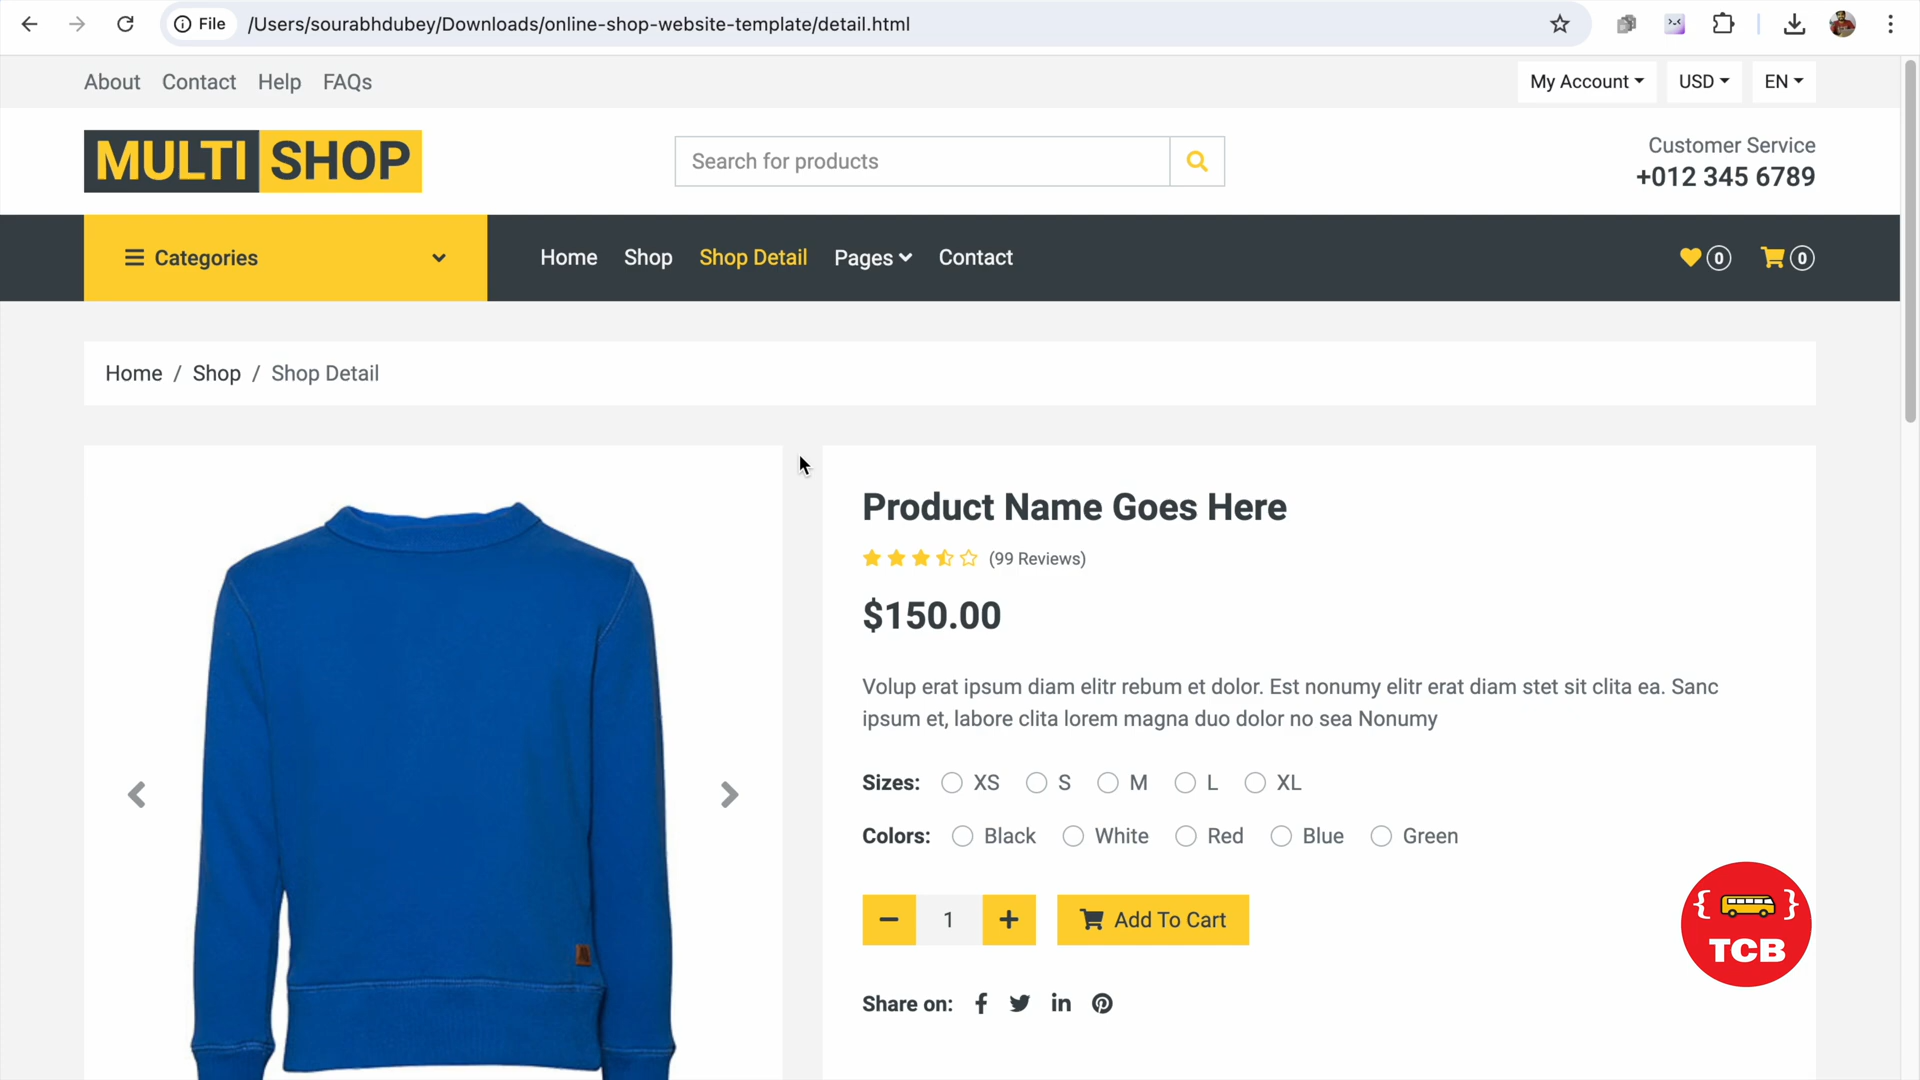 File /Users/sourabhdubey/Downloads/online-shop-website-template/detail.html
About Contact Help FAQs
My Account USD EN
MULTI SHOP
Search for products
Customer Service
+012 345 6789
Categories
Home Shop Shop Detail Pages Contact
0 0
Home / Shop / Shop Detail
Product Name Goes Here
(99 Reviews)
$150.00
Volup erat ipsum diam elitr rebum et dolor. Est nonumy elitr erat diam stet sit clita ea. Sanc
ipsum et, labore clita lorem magna duo dolor no sea Nonumy
Sizes: XS S M L XL
Colors: Black White Red Blue Green
1 Add To Cart
{ }
TCB
Share on: